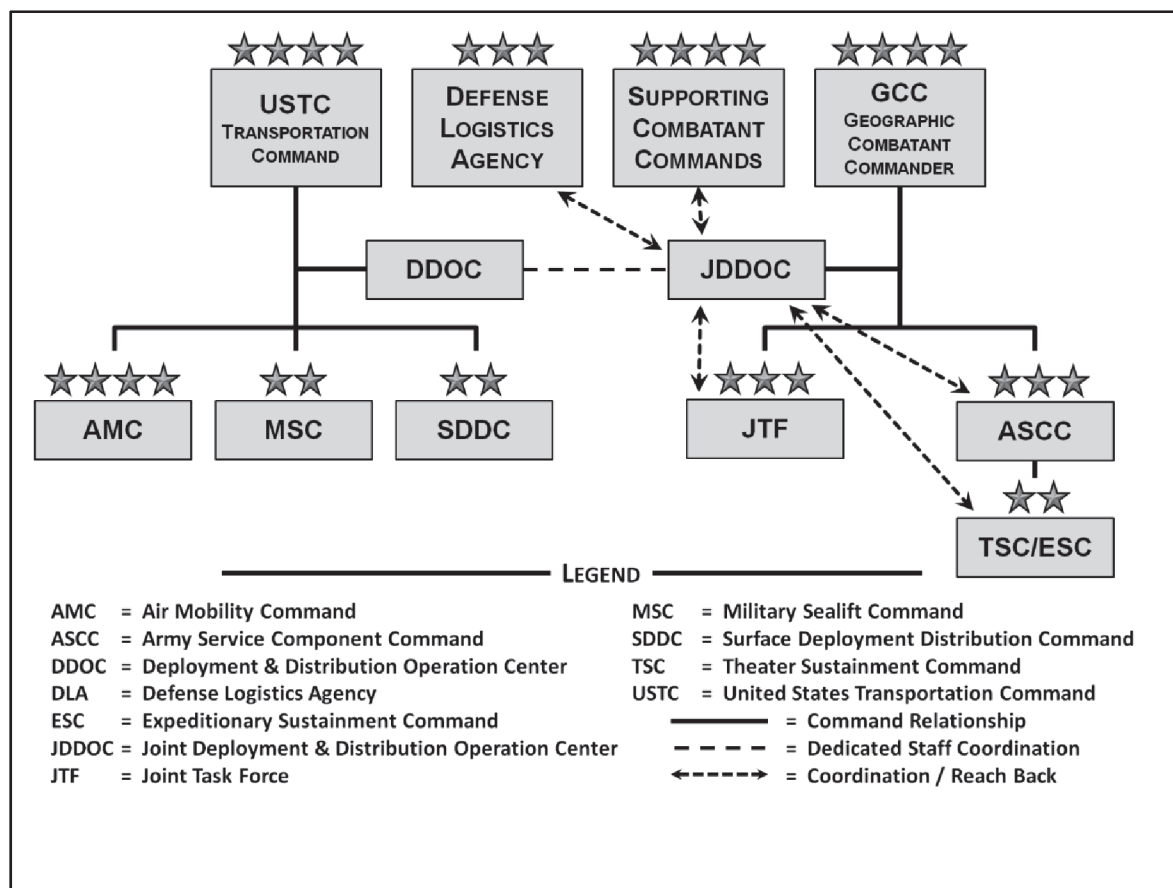 USTC
TRANSPORTATION
COMMAND
DEFENSE
LOGISTICS
AGENCY
SUPPORTING
COMBATANT
COMMANDS
GCC
GEOGRAPHIC
COMBATANT
COMMANDER
DDOC
JDDOC
AMC
MSC
SDDC
JTF
ASCC
TSC/ESC
LEGEND
AMC = Air Mobility Command
ASCC = Army Service Component Command
DDOC = Deployment & Distribution Operation Center
DLA = Defense Logistics Agency
ESC = Expeditionary Sustainment Command
JDDOC = Joint Deployment & Distribution Operation Center
JTF = Joint Task Force
MSC = Military Sealift Command
SDDC = Surface Deployment Distribution Command
TSC = Theater Sustainment Command
USTC = United States Transportation Command
= Command Relationship
= Dedicated Staff Coordination
= Coordination / Reach Back